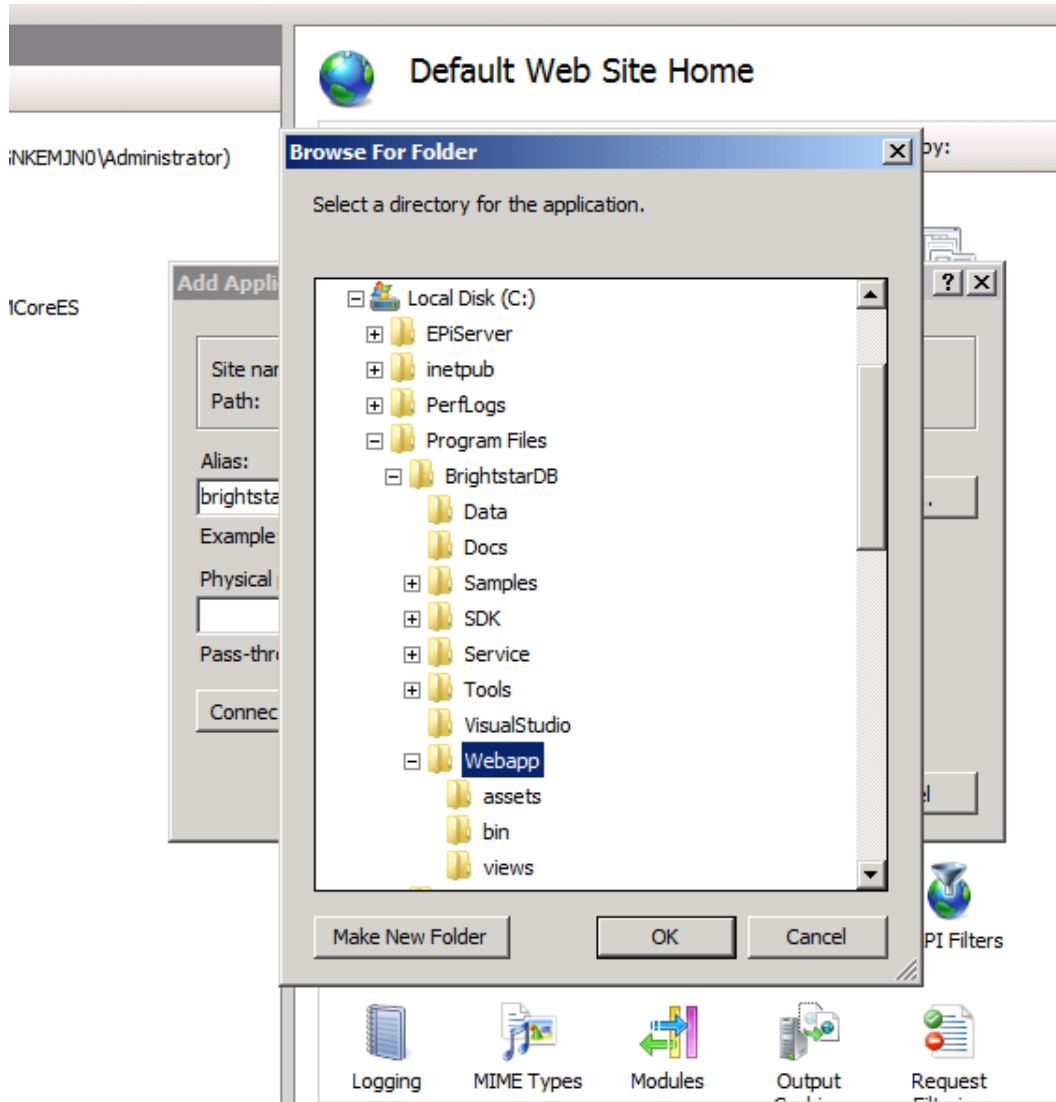 Default Web Site Home
NKEMJN0\Administrator)
Browse For Folder
by:
Select a directory for the application.
Add Appli
MCoreES
Local Disk (C:)
EPiServer
inetpub
PerfLogs
Program Files
BrightstarDB
Data
Docs
Samples
SDK
Service
Tools
VisualStudio
Webapp
assets
bin
views
Site nar
Path:
Alias:
brightsta
Example
Physical
Pass-thr
Connec
Make New Folder
OK
Cancel
PI Filters
Logging
MIME Types
Modules
Output
Request